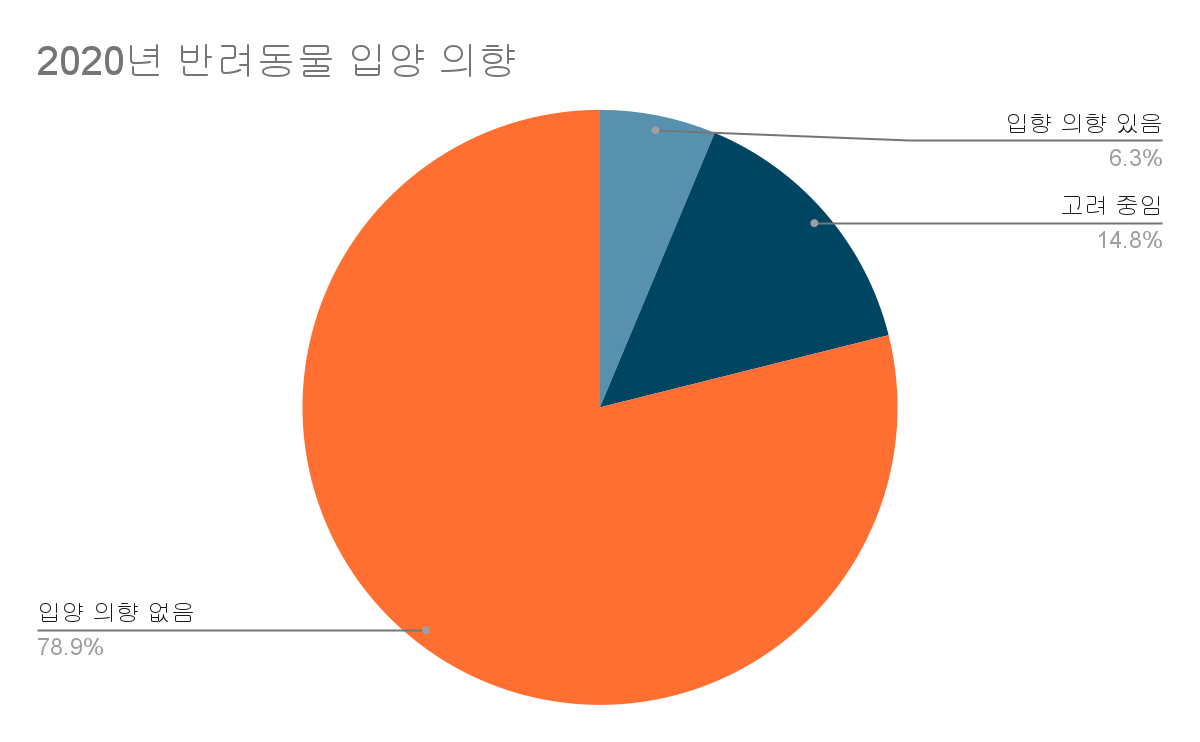 2020년 반려동물 입양 의향
입향 의향 있음
6.3%
고려 중임
14.8%
입양 의향 없음
78.9%